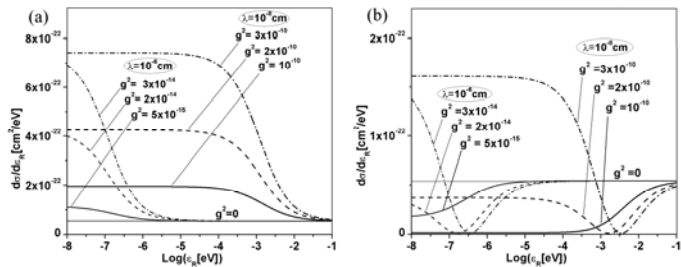 (a)
λ=10⁻⁸cm
g²= 3x10⁻¹⁰
g²= 2x10⁻¹⁰
g²= 10⁻¹⁰
λ=10⁻⁶cm
g²= 3x10⁻¹⁴
g²= 2x10⁻¹⁴
g²= 5x10⁻¹⁵
g²=0
8x10⁻²²
6x10⁻²²
4x10⁻²²
2x10⁻²²
0
dσ/dε_R[cm²/eV]
-8 -7 -6 -5 -4 -3 -2 -1
Log(ε_R[eV])
(b)
λ=10⁻⁸cm
g²=3x10⁻¹⁰
g²=2x10⁻¹⁰
g²=10⁻¹⁰
λ=10⁻⁶cm
g²= 3x10⁻¹⁴
g²= 2x10⁻¹⁴
g²= 5x10⁻¹⁵
g²=0
2x10⁻²²
1x10⁻²²
0
dσ/dε_R[cm²/eV]
-8 -7 -6 -5 -4 -3 -2 -1
Log(ε_R[eV])